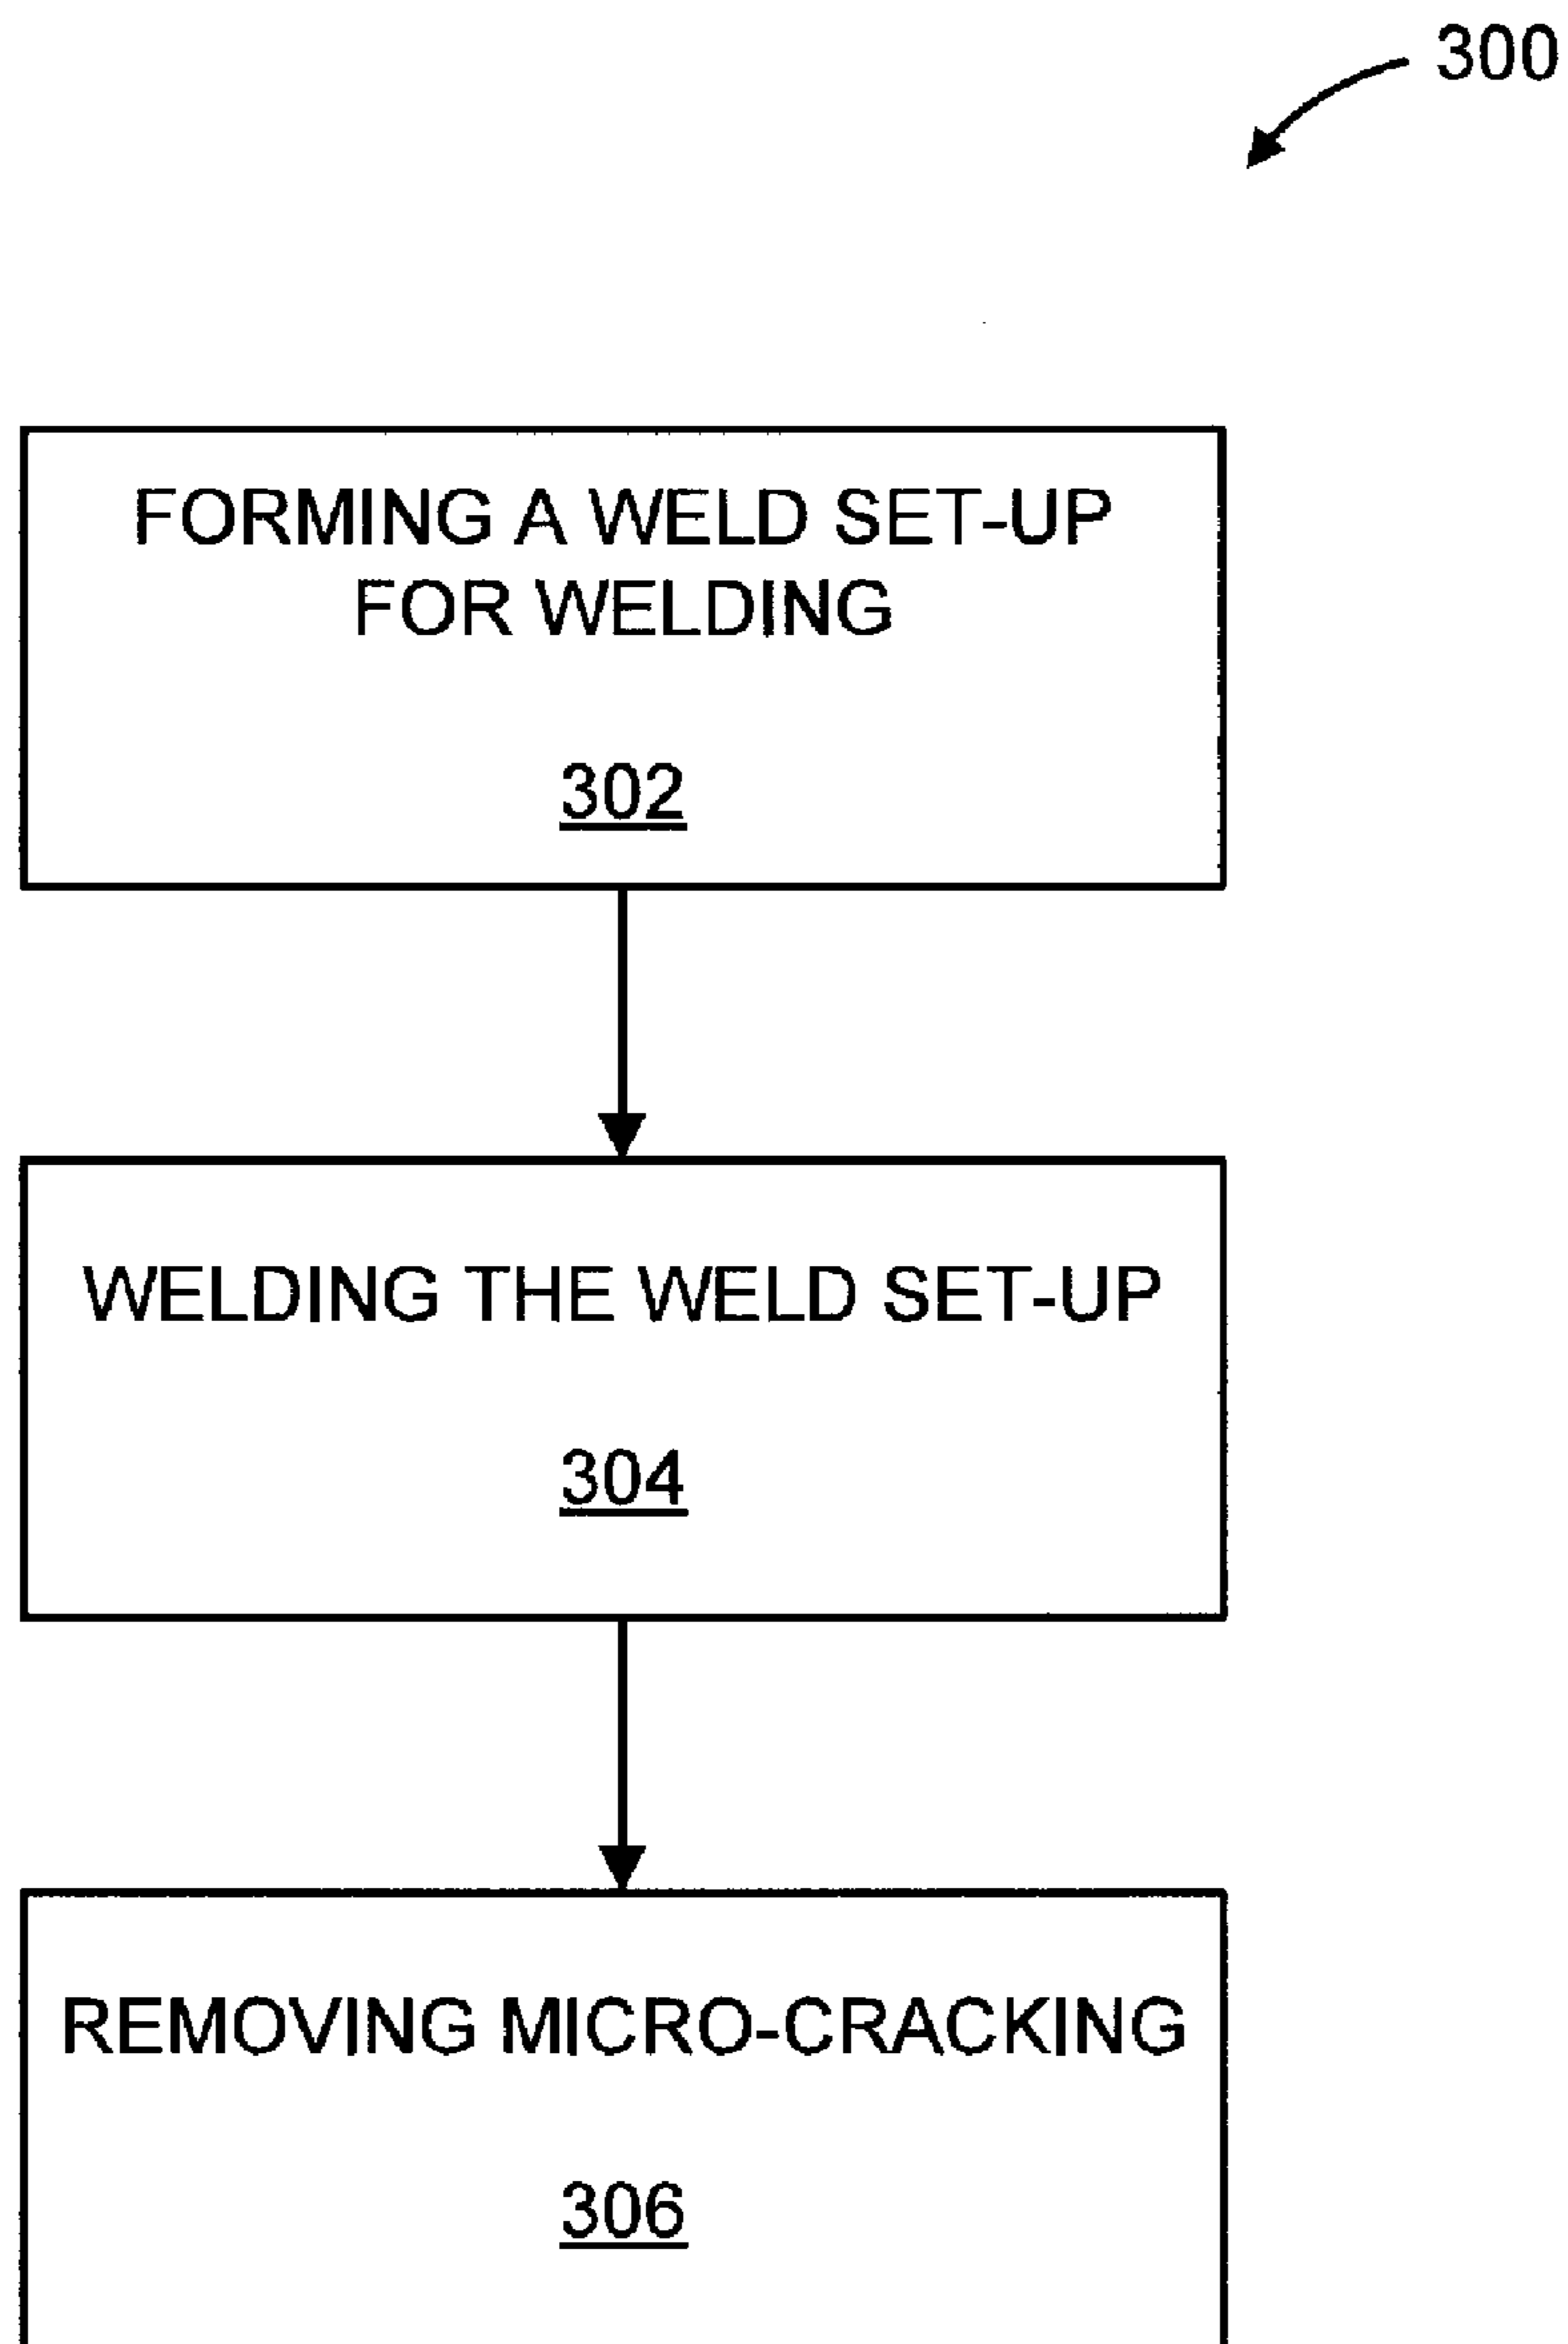 300
FORMING A WELD SET-UP
FOR WELDING
302
WELDING THE WELD SET-UP
304
REMOVING MICRO-CRACKING
306